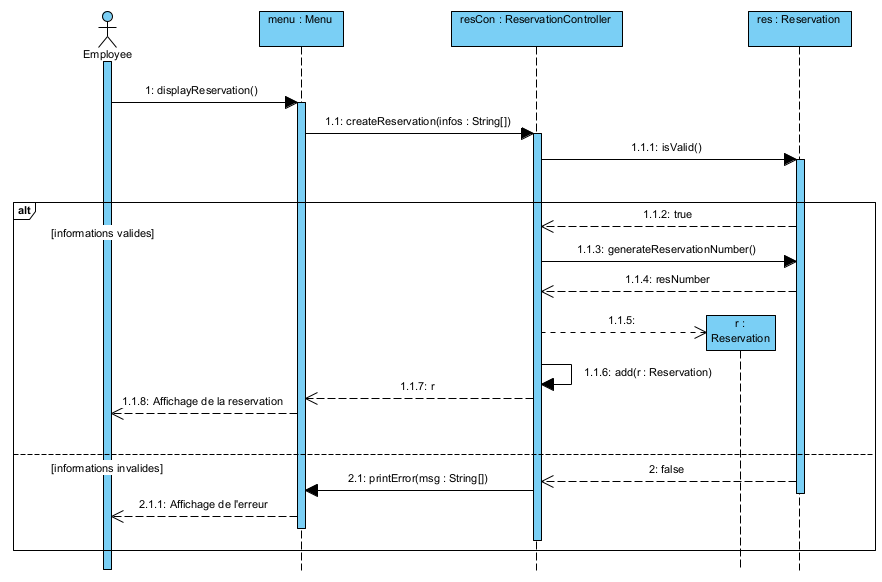 menu : Menu
resCon : ReservationController
res : Reservation
Employee
1: displayReservation()
1.1: createReservation(infos : String[])
1.1.1: isValid()
alt
1.1.2: true
[informations valides]
1.1.3: generateReservationNumber()
1.1.4: resNumber
1.1.5:
r :
Reservation
1.1.6: add(r : Reservation)
1.1.7: r
1.1.8: Affichage de la reservation
[informations invalides]
2: false
2.1: printError(msg : String[])
2.1.1: Affichage de l'erreur